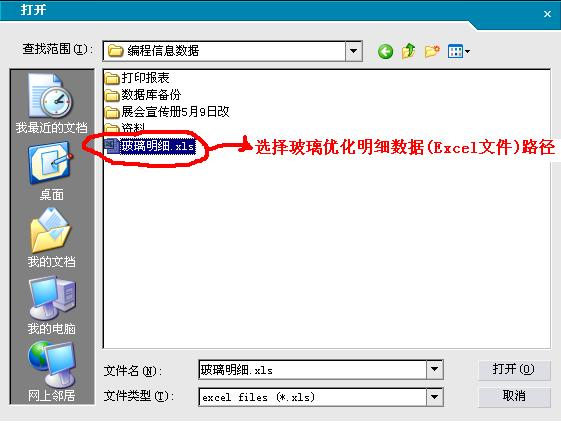 打开
查找范围(I):
编程信息数据
打印报表
数据库备份
展会宣传册5月9日改
资料
玻璃明细.xls
选择玻璃优化明细数据(Excel文件)路径
我最近的文档
桌面
我的文档
我的电脑
网上邻居
文件名(N):
玻璃明细.xls
打开(O)
文件类型(T):
excel files (*.xls)
取消